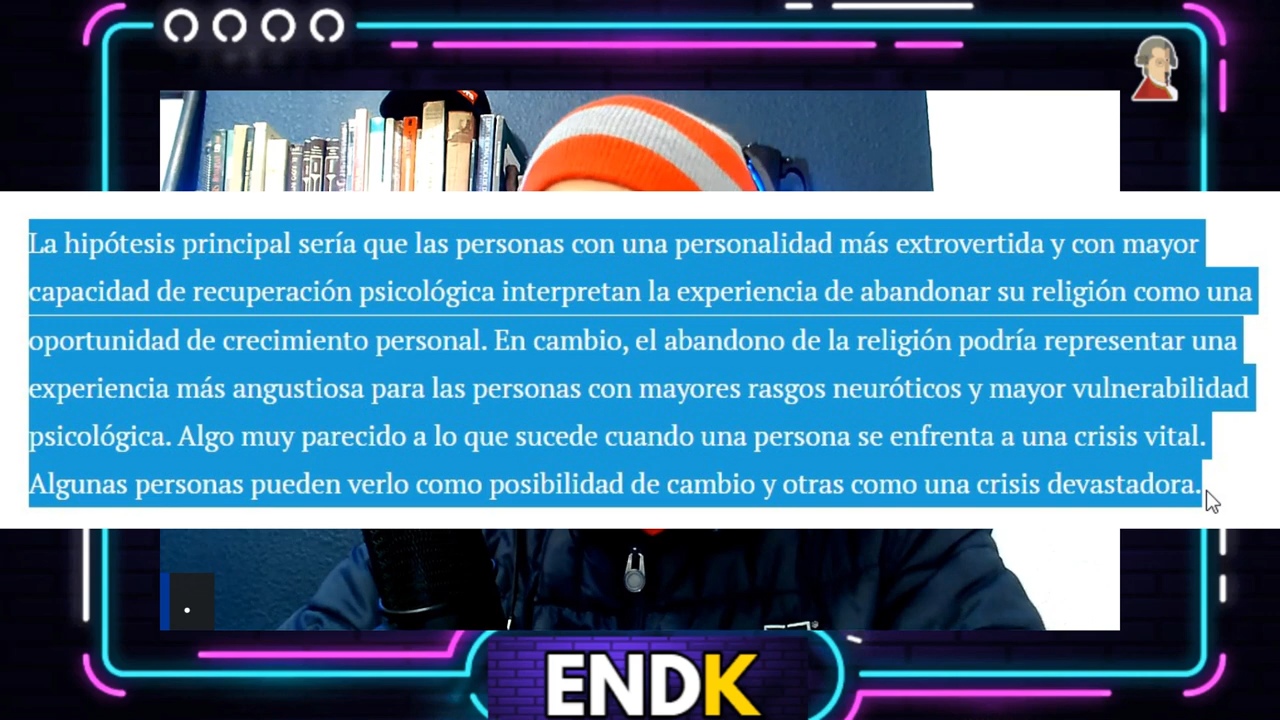 La hipótesis principal sería que las personas con una personalidad más extrovertida y con mayor
capacidad de recuperación psicológica interpretan la experiencia de abandonar su religión como una
oportunidad de crecimiento personal. En cambio, el abandono de la religión podría representar una
experiencia más angustiosa para las personas con mayores rasgos neuróticos y mayor vulnerabilidad
psicológica. Algo muy parecido a lo que sucede cuando una persona se enfrenta a una crisis vital.
Algunas personas pueden verlo como posibilidad de cambio y otras como una crisis devastadora.
ENDK